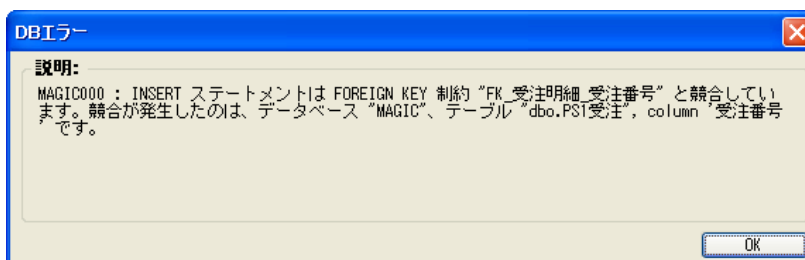 DBエラー
説明:
MAGIC000 : INSERT ステートメントは FOREIGN KEY 制約 "FK_受注明細_受注番号" と競合してい
ます。競合が発生したのは、データベース "MAGIC"、テーブル "dbo.PS1受注", column '受注番号
' です。
OK